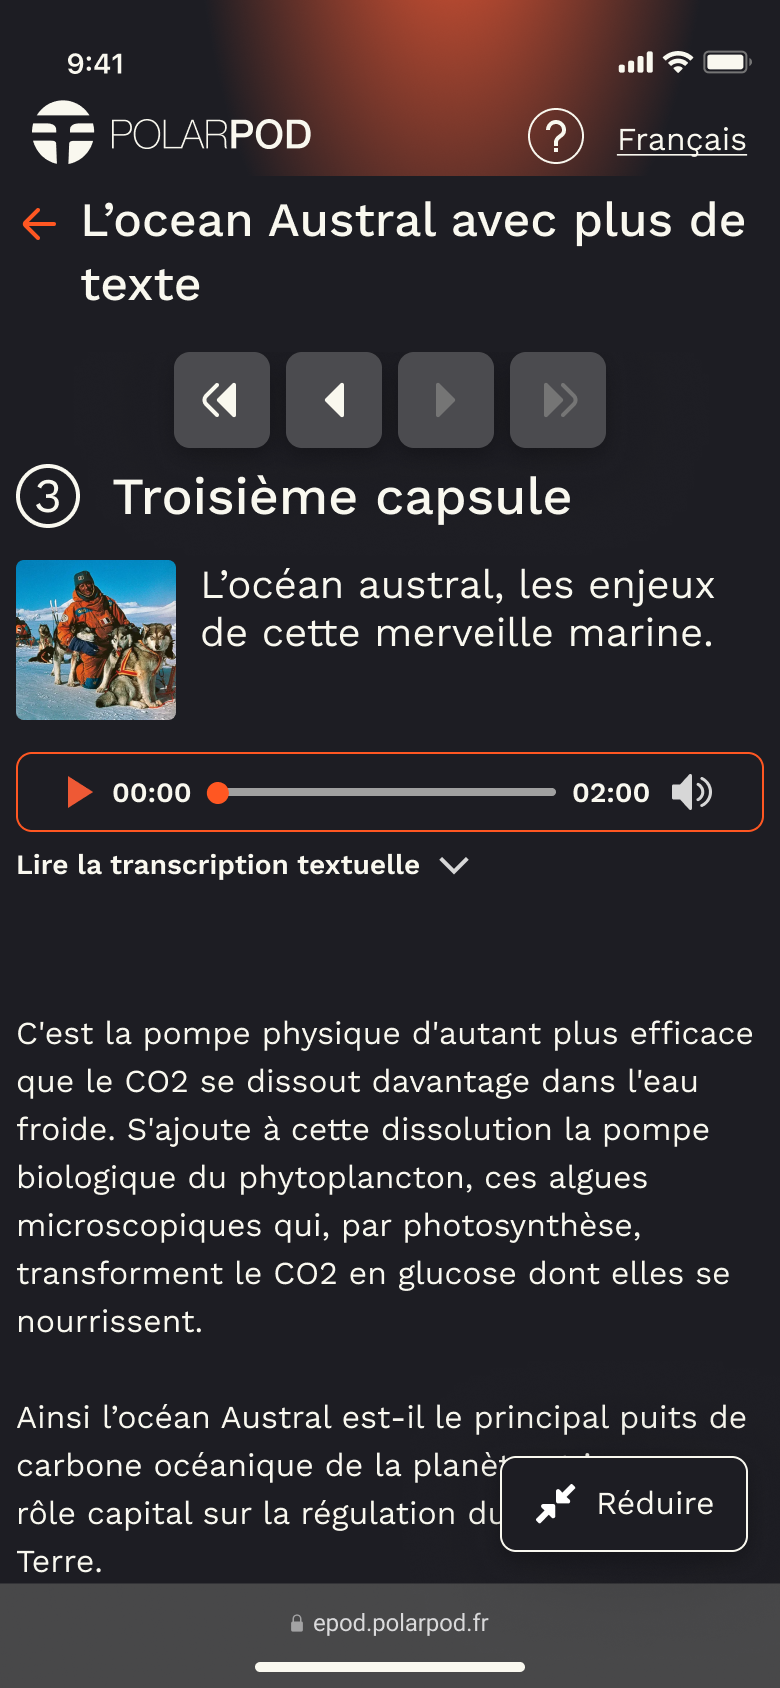 9:41
POLARPOD
?
Français
L’ocean Austral avec plus de
texte
3
Troisième capsule
L’océan austral, les enjeux
de cette merveille marine.
00:00
02:00
Lire la transcription textuelle
C'est la pompe physique d'autant plus efficace
que le CO2 se dissout davantage dans l'eau
froide. S'ajoute à cette dissolution la pompe
biologique du phytoplancton, ces algues
microscopiques qui, par photosynthèse,
transforment le CO2 en glucose dont elles se
nourrissent.
Ainsi l’océan Austral est-il le principal puits de
carbone océanique de la
rôle capital sur la régulation
Terre.
Réduire
epod.polarpod.fr